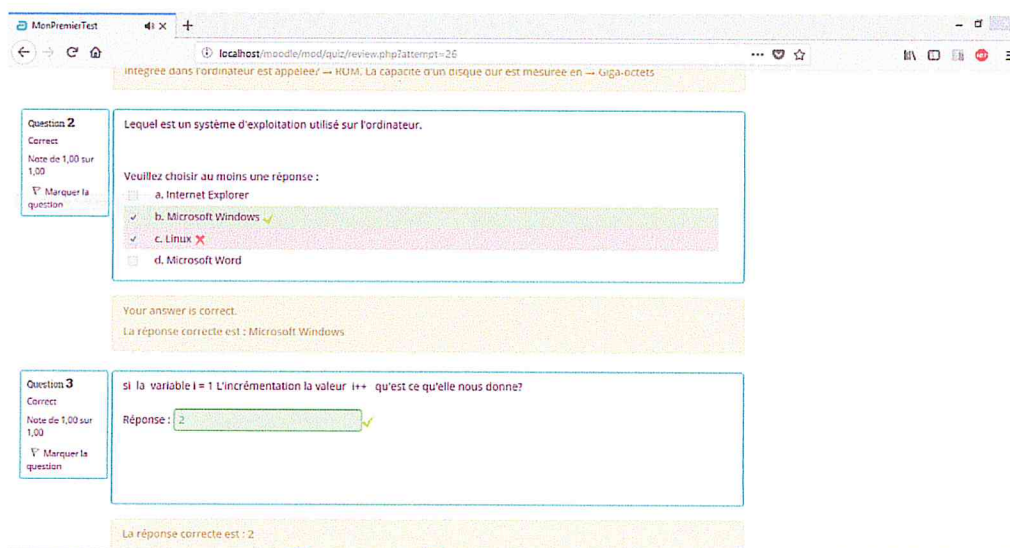 MonPremierTest
localhost/moodle/mod/quiz/review.php?attempt=26
intégrée dans l'ordinateur est appelée? → ROM. La capacité d'un disque dur est mesurée en → Giga-octets
Question 2
Correct
Note de 1,00 sur
1,00
Marquer la
question
Lequel est un système d'exploitation utilisé sur l'ordinateur.
Veuillez choisir au moins une réponse :
a. Internet Explorer
b. Microsoft Windows
c. Linux
d. Microsoft Word
Your answer is correct.
La réponse correcte est : Microsoft Windows
Question 3
Correct
Note de 1,00 sur
1,00
Marquer la
question
si la variable i = 1 L'incrémentation la valeur i++ qu'est ce qu'elle nous donne?
Réponse : 2
La réponse correcte est : 2